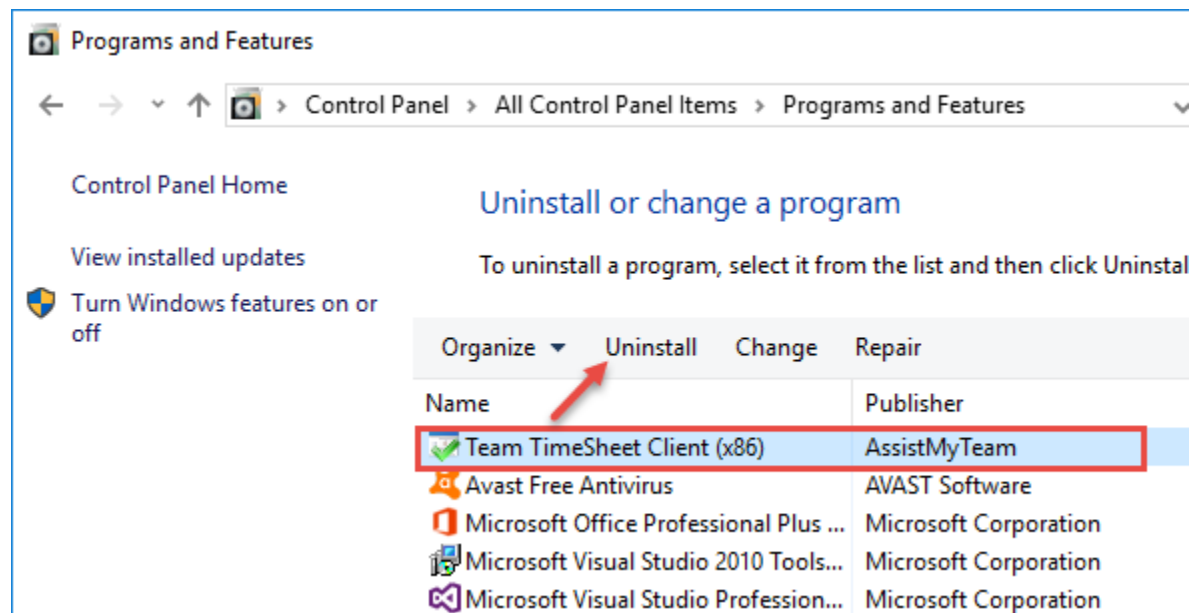 Programs and Features
Control Panel > All Control Panel Items > Programs and Features
Control Panel Home
View installed updates
Turn Windows features on or
off
Uninstall or change a program
To uninstall a program, select it from the list and then click Uninstal
Organize Uninstall Change Repair
Name Publisher
Team TimeSheet Client (x86) AssistMyTeam
Avast Free Antivirus AVAST Software
Microsoft Office Professional Plus ... Microsoft Corporation
Microsoft Visual Studio 2010 Tools... Microsoft Corporation
Microsoft Visual Studio Profession... Microsoft Corporation